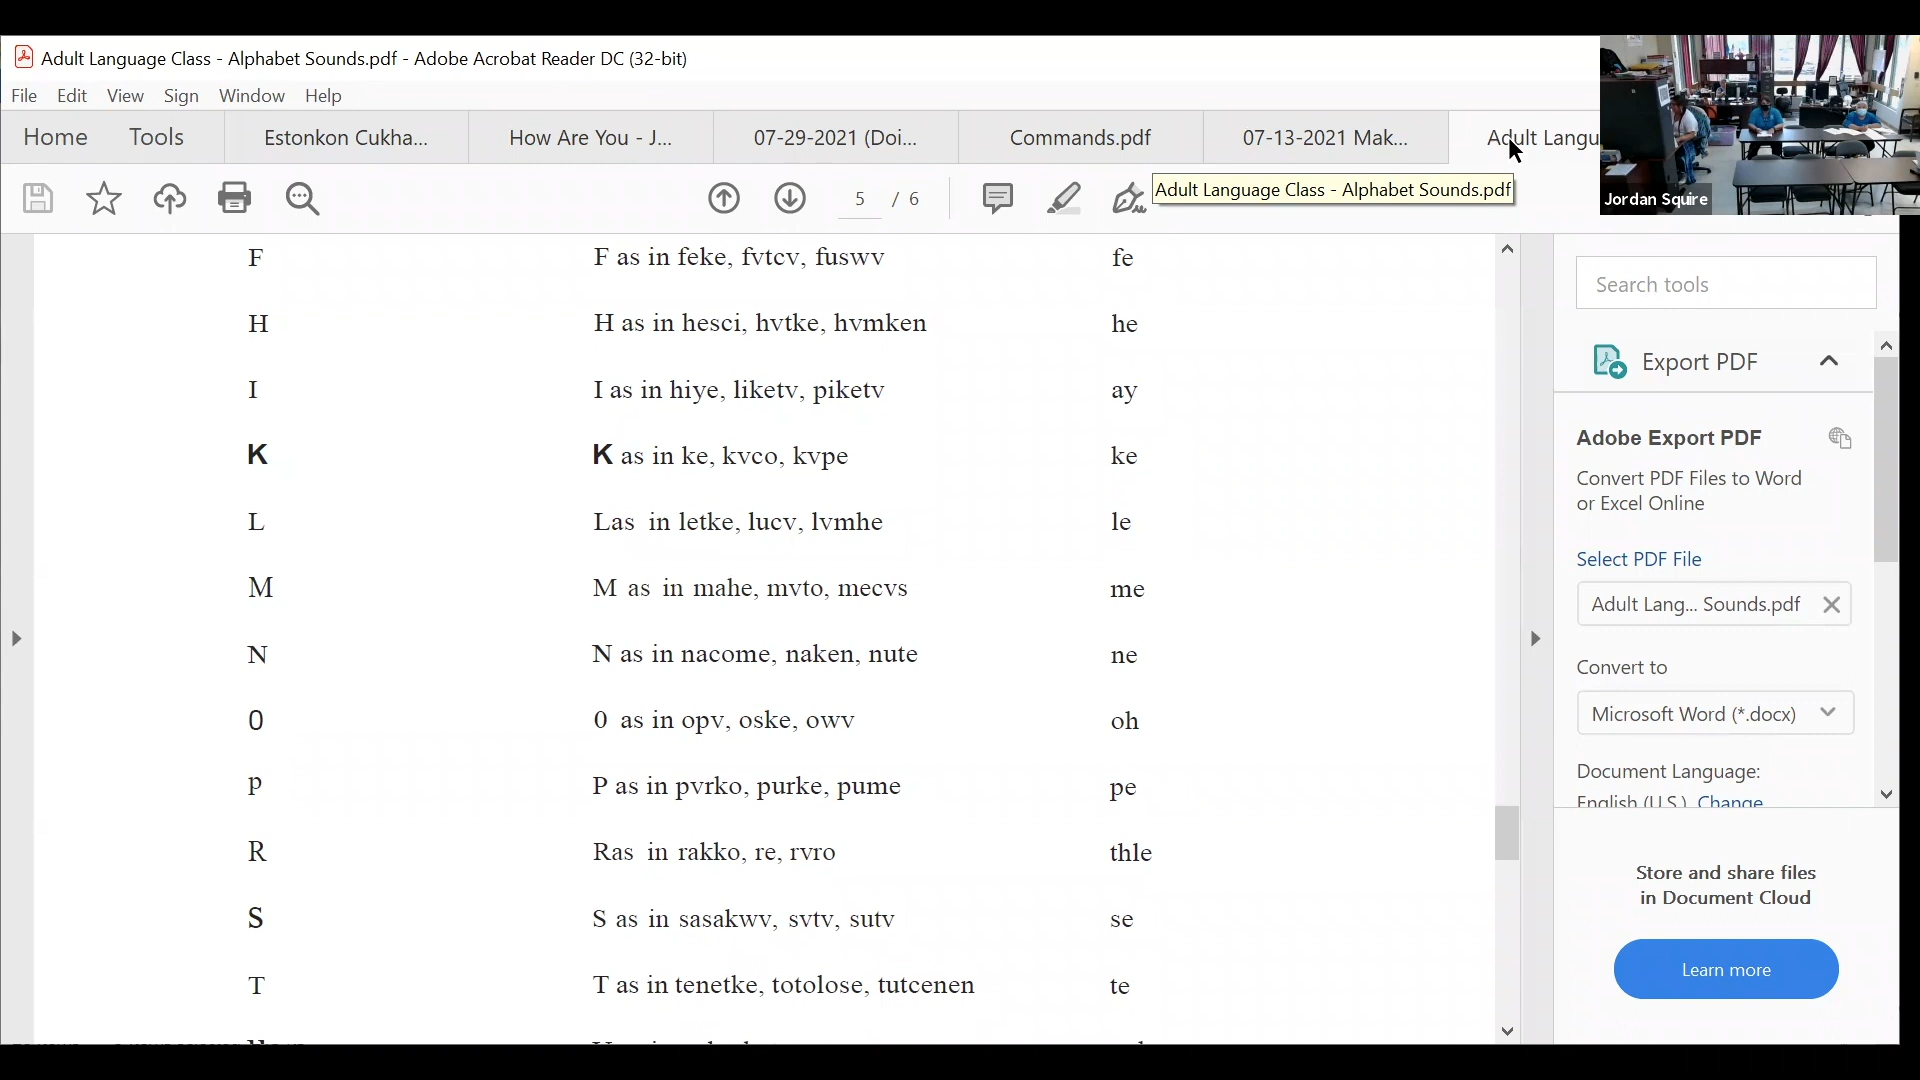 Adult Language Class - Alphabet Sounds.pdf - Adobe Acrobat Reader DC (32-bit)
File Edit View Sign Window Help
Home Tools Estonkon Cukha... How Are You - J... 07-29-2021 (Doi... Commands.pdf 07-13-2021 Mak... Adult Langu
5 / 6
Adult Language Class - Alphabet Sounds.pdf
Jordan Squire
F F as in feke, fvtcv, fuswv fe
H H as in hesci, hvtke, hvmken he
I I as in hiye, liketv, piketv ay
K K as in ke, kvco, kvpe ke
L Las in letke, lucv, lvmhe le
M M as in mahe, mvto, mecvs me
N N as in nacome, naken, nute ne
0 0 as in opv, oske, owv oh
p P as in pvrko, purke, pume pe
R Ras in rakko, re, rvro thle
S S as in sasakwv, svtv, sutv se
T T as in tenetke, totolose, tutcenen te
Search tools
Export PDF
Adobe Export PDF
Convert PDF Files to Word
or Excel Online
Select PDF File
Adult Lang... Sounds.pdf
Convert to
Microsoft Word (*.docx)
Document Language:
English (U.S.) Change
Store and share files
in Document Cloud
Learn more